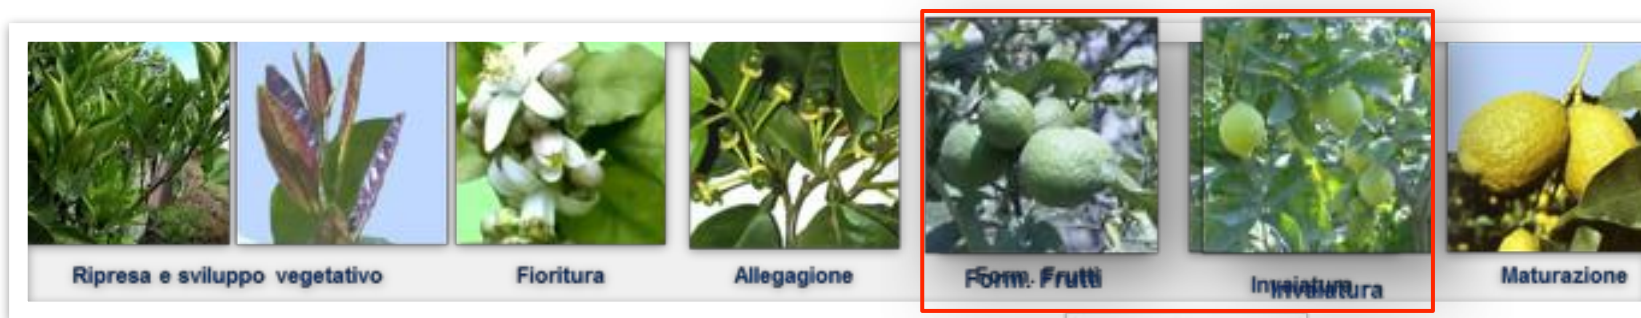 Ripresa e sviluppo vegetativo
Fioritura
Allegagione
Form. Frutti
Invaiatura
Maturazione